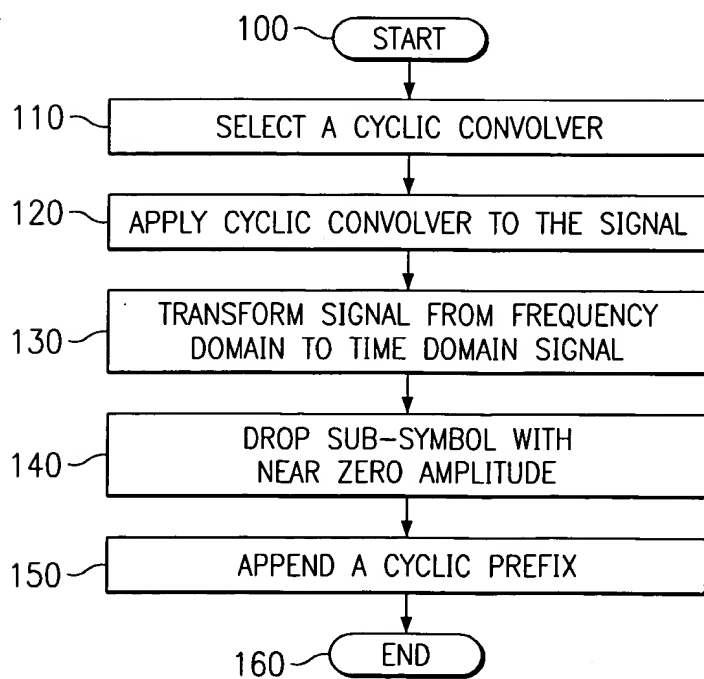 100 START
110 SELECT A CYCLIC CONVOLVER
120 APPLY CYCLIC CONVOLVER TO THE SIGNAL
130 TRANSFORM SIGNAL FROM FREQUENCY
DOMAIN TO TIME DOMAIN SIGNAL
140 DROP SUB-SYMBOL WITH
NEAR ZERO AMPLITUDE
150 APPEND A CYCLIC PREFIX
160 END